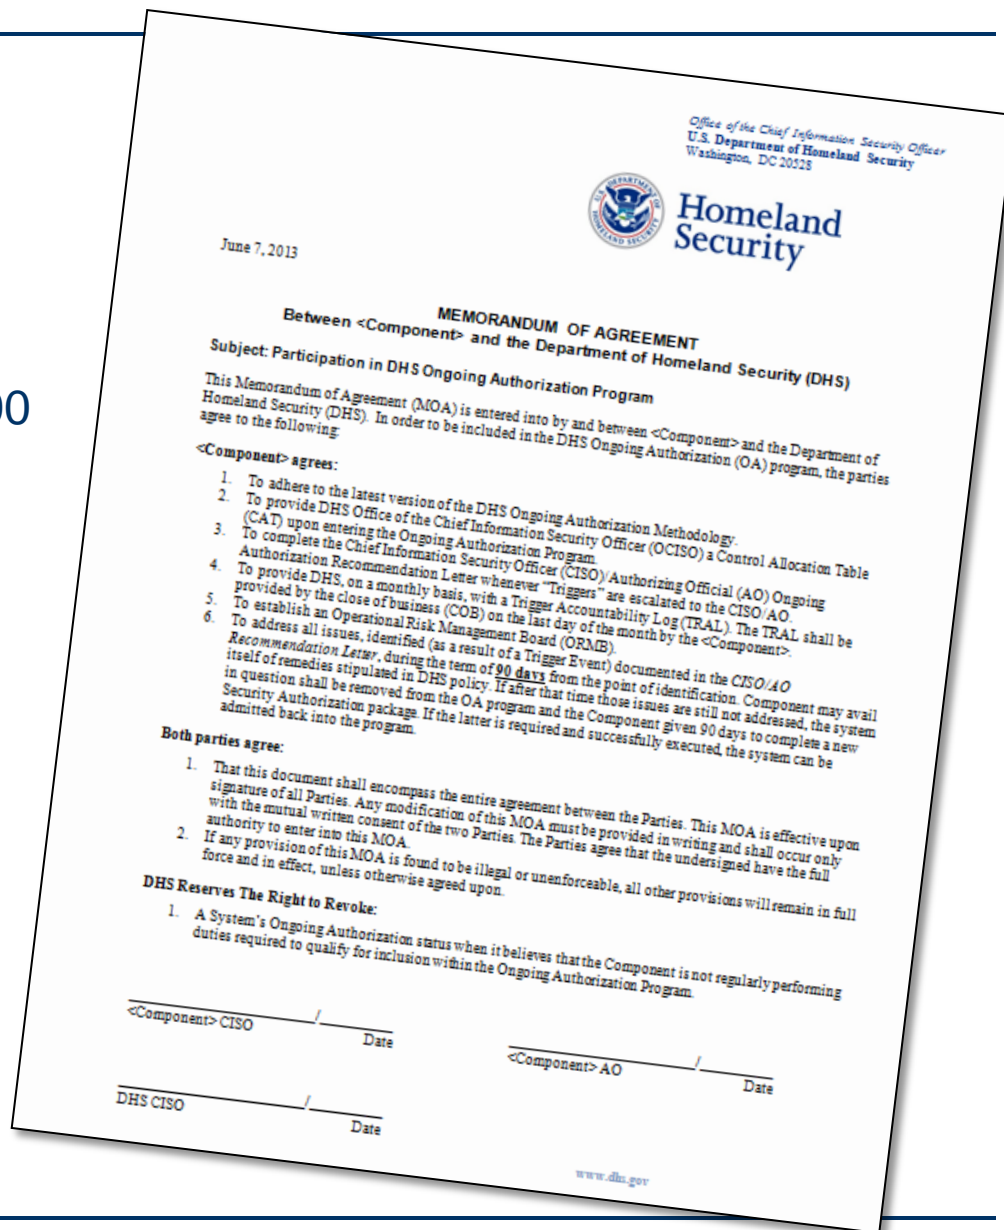 Office of the Chief Information Security Officer
U.S. Department of Homeland Security
Washington, DC 20528
U.S. DEPARTMENT OF
HOMELAND SECURITY
Homeland
Security
June 7, 2013
MEMORANDUM OF AGREEMENT
Between <Component> and the Department of Homeland Security (DHS)
Subject: Participation in DHS Ongoing Authorization Program
00
This Memorandum of Agreement (MOA) is entered into by and between <Component> and the Department of
Homeland Security (DHS). In order to be included in the DHS Ongoing Authorization (OA) program, the parties
agree to the following:
<Component> agrees:
1. To adhere to the latest version of the DHS Ongoing Authorization Methodology.
2. To provide DHS Office of the Chief Information Security Officer (OCISO) a Control Allocation Table
(CAT) upon entering the Ongoing Authorization Program.
3. To complete the Chief Information Security Officer (CISO)/Authorizing Official (AO) Ongoing
Authorization Recommendation Letter whenever "Triggers" are escalated to the CISO/AO.
4. To provide DHS, on a monthly basis, with a Trigger Accountability Log (TRAL). The TRAL shall be
provided by the close of business (COB) on the last day of the month by the <Component>.
5. To establish an Operational Risk Management Board (ORMB).
6. To address all issues, identified (as a result of a Trigger Event) documented in the CISO/AO
Recommendation Letter, during the term of 90 days from the point of identification. Component may avail
itself of remedies stipulated in DHS policy. If after that time those issues are still not addressed, the system
in question shall be removed from the OA program and the Component given 90 days to complete a new
Security Authorization package. If the latter is required and successfully executed, the system can be
admitted back into the program.
Both parties agree:
1. That this document shall encompass the entire agreement between the Parties. This MOA is effective upon
signature of all Parties. Any modification of this MOA must be provided in writing and shall occur only
with the mutual written consent of the two Parties. The Parties agree that the undersigned have the full
authority to enter into this MOA.
2. If any provision of this MOA is found to be illegal or unenforceable, all other provisions will remain in full
force and in effect, unless otherwise agreed upon.
DHS Reserves The Right to Revoke:
1. A System's Ongoing Authorization status when it believes that the Component is not regularly performing
duties required to qualify for inclusion within the Ongoing Authorization Program.
/
<Component> CISO Date
/
<Component> AO Date
/
DHS CISO Date
www.dhs.gov